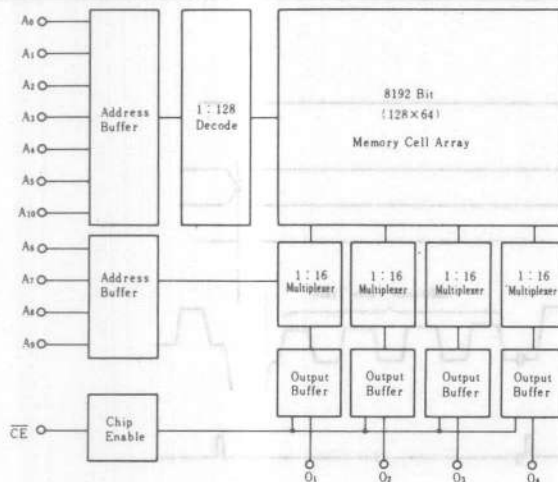 A0
A1
A2
A3
A4
A5
A10
Address
Buffer
1 : 128
Decode
8192 Bit
(128×64)
Memory Cell Array
A6
A7
A8
A9
Address
Buffer
1 : 16
Multiplexer
1 : 16
Multiplexer
1 : 16
Multiplexer
1 : 16
Multiplexer
Output
Buffer
Output
Buffer
Output
Buffer
Output
Buffer
CE
Chip
Enable
O1
O2
O3
O4